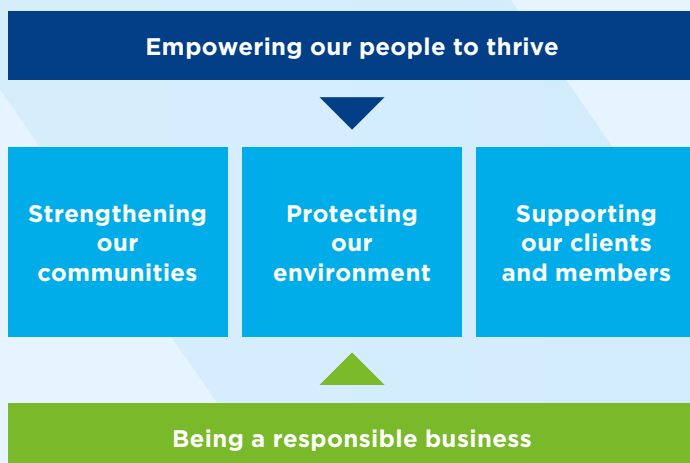 Empowering our people to thrive
Strengthening
our
communities
Protecting
our
environment
Supporting
our clients
and members
Being a responsible business